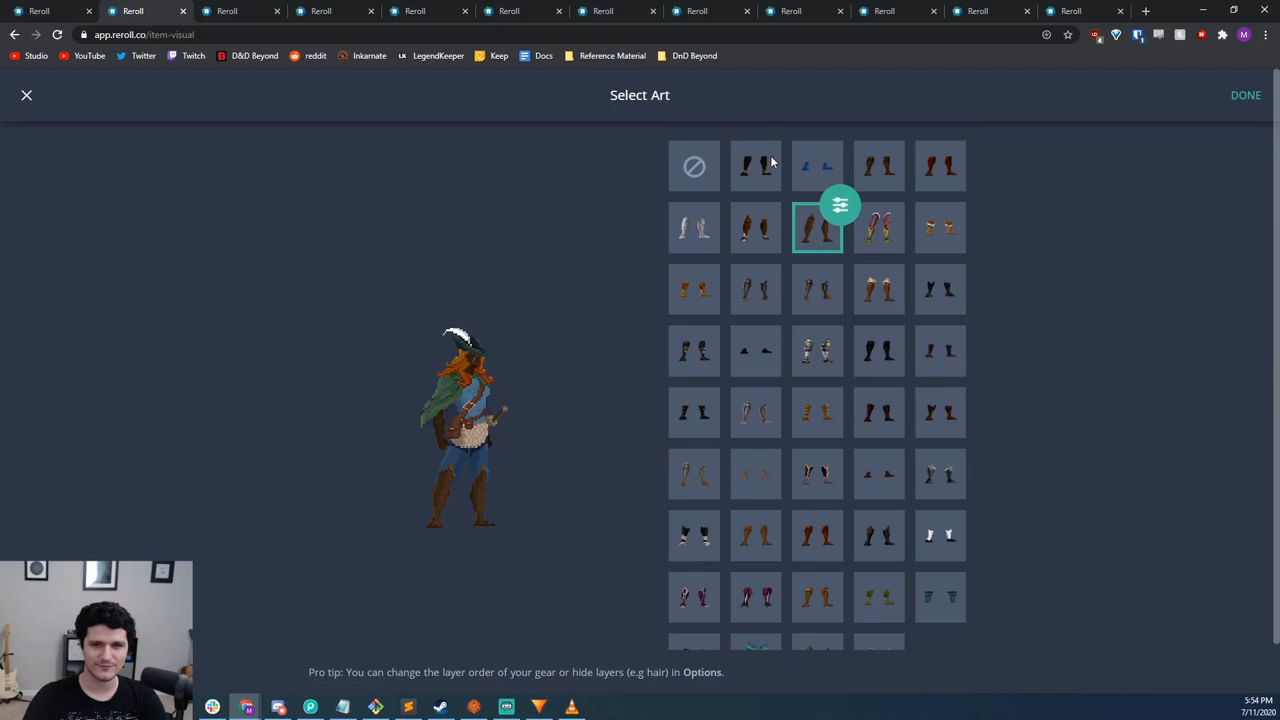 Reroll Reroll Reroll Reroll Reroll Reroll Reroll Reroll Reroll Reroll Reroll Reroll
app.reroll.co/item-visual
Studio YouTube Twitter Twitch D&D Beyond reddit Inkarnate LK LegendKeeper Keep Docs Reference Material DnD Beyond
Select Art
DONE
Pro tip: You can change the layer order of your gear or hide layers (e.g hair) in Options.
5:54 PM
7/11/2020